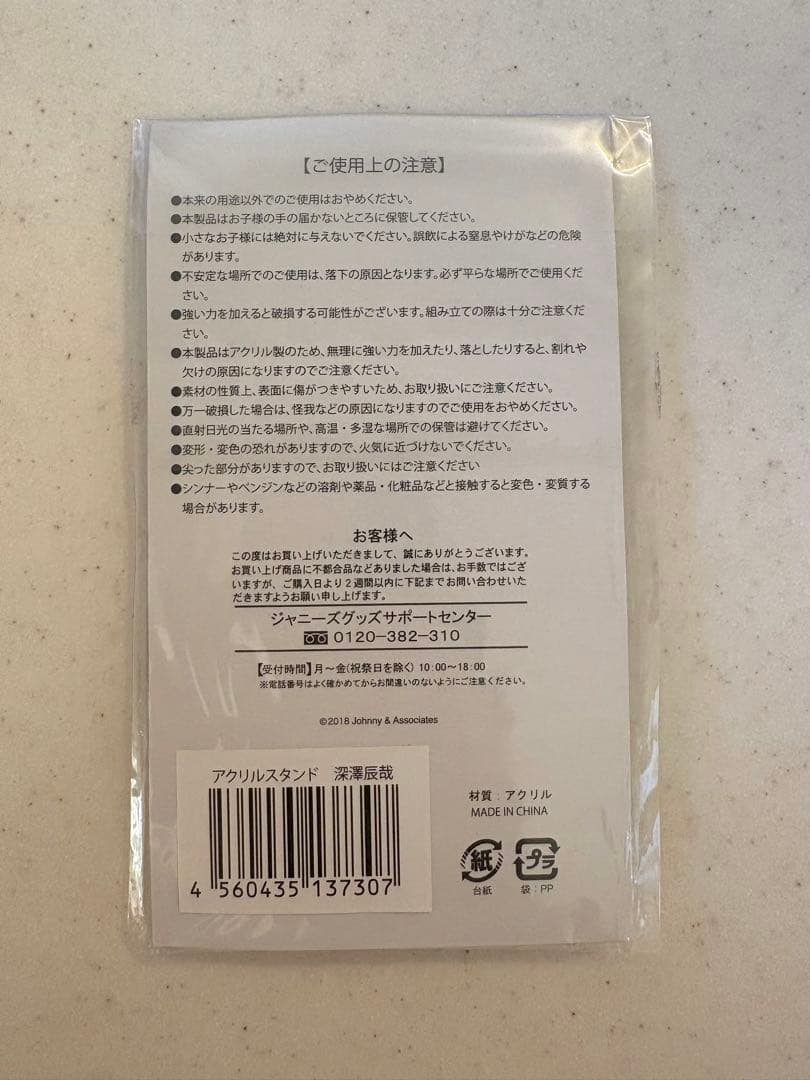 【ご使用上の注意】
●本来の用途以外でのご使用はおやめください。
●本製品はお子様の手の届かないところに保管してください。
●小さなお子様には絶対に与えないでください。誤飲による窒息やけがなどの危険
があります。
●不安定な場所でのご使用は、落下の原因となります。必ず平らな場所でご使用くだ
さい。
●強い力を加えると破損する可能性がございます。組み立ての際は十分ご注意くだ
さい。
●本製品はアクリル製のため、無理に強い力を加えたり、落としたりすると、割れや
欠けの原因になりますのでご注意ください。
●素材の性質上、表面に傷がつきやすいため、お取り扱いにご注意ください。
●万一破損した場合は、怪我などの原因になりますのでご使用をおやめください。
●直射日光の当たる場所や、高温・多湿な場所での保管は避けてください。
●変形・変色の恐れがありますので、火気に近づけないでください。
●尖った部分がありますので、お取り扱いにはご注意ください
●シンナーやベンジンなどの溶剤や薬品・化粧品などと接触すると変色・変質する
場合があります。
お客様へ
この度はお買い上げいただきまして、誠にありがとうございます。
お買い上げ商品に不都合品などありました場合は、お手数ではござ
いますが、ご購入日より2週間以内に下記までお問い合わせいた
だきますようお願い申し上げます。
ジャニーズグッズサポートセンター
0120-382-310
【受付時間】月〜金(祝祭日を除く) 10:00〜18:00
※電話番号はよく確かめてからお間違いのないようにご注意ください。
©2018 Johnny & Associates
アクリルスタンド 深澤辰哉
4 560435 137307
材質：アクリル
MADE IN CHINA
紙 プラ
台紙 袋：PP